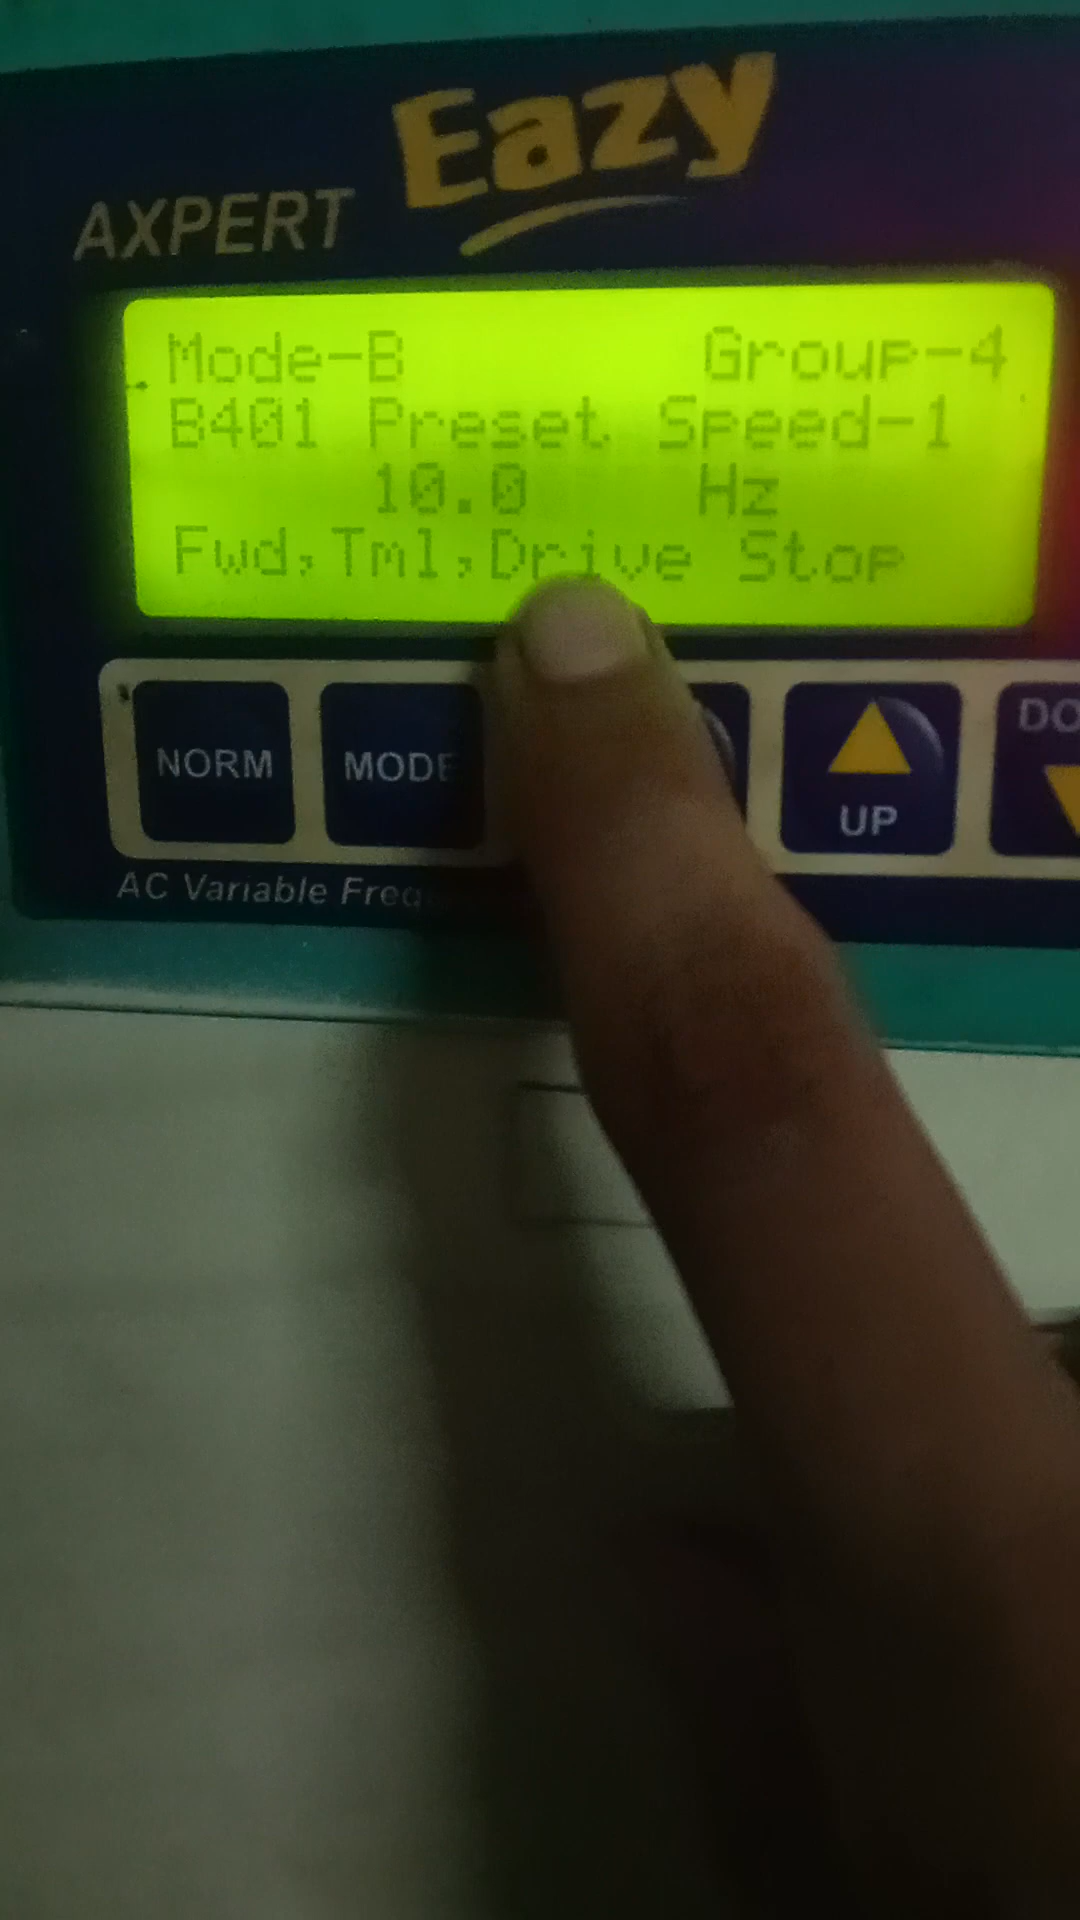 Eazy
AXPERT
Mode-B Group-4
B401 Preset Speed-1
10.0 Hz
Fwd,Tml,Drive Stop
NORM MODE UP
AC Variable